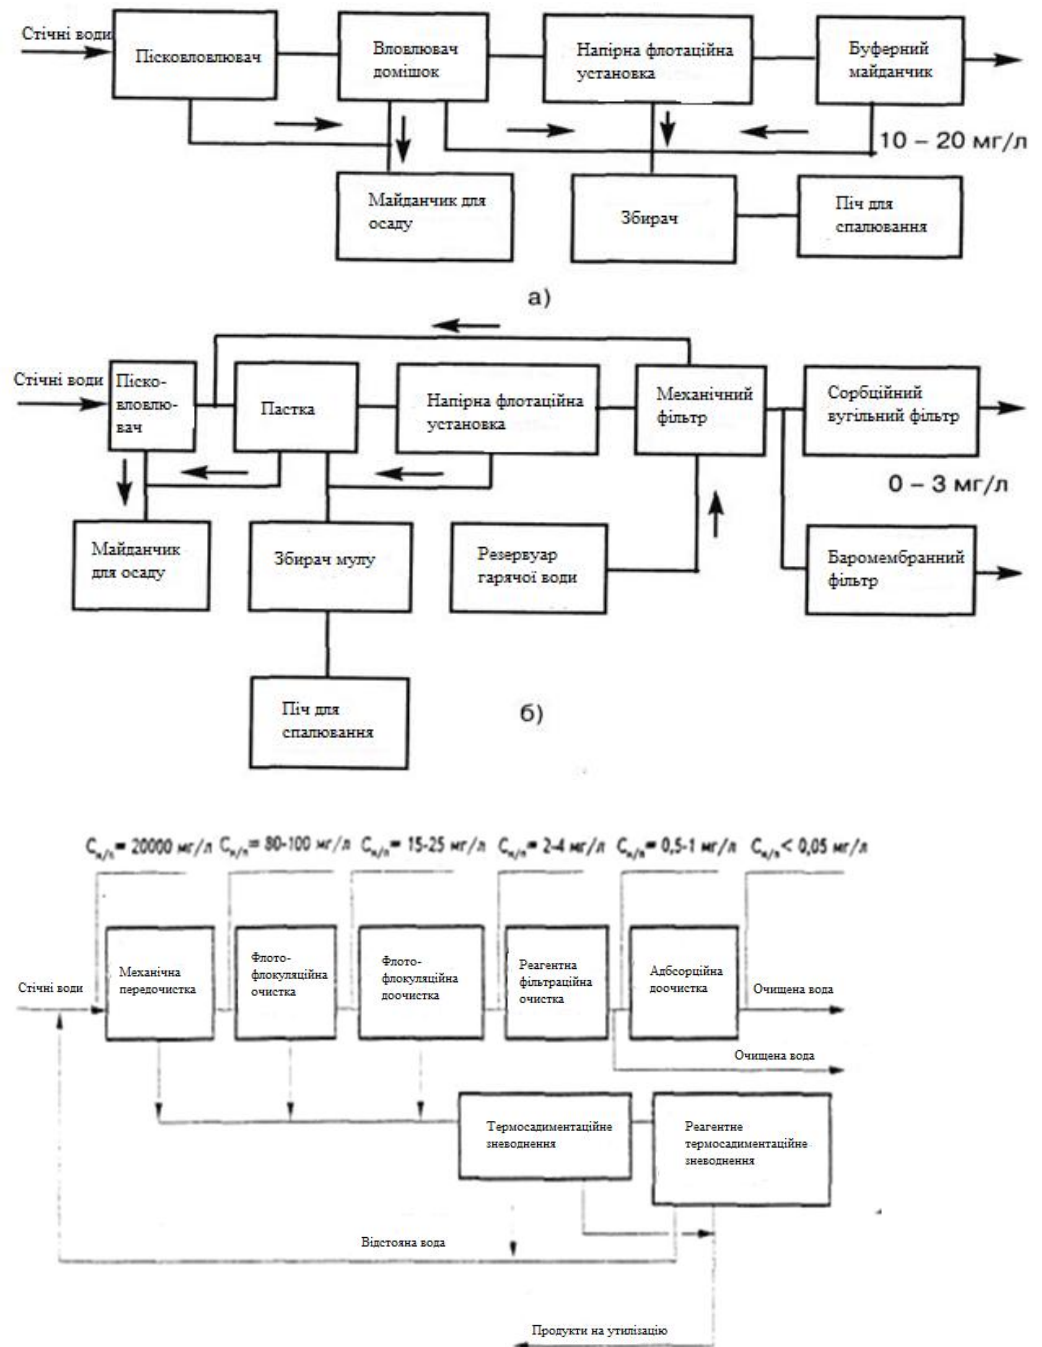 Стічні води
Пісковловлювач
Вловлювач
домішок
Напірна флотаційна
установка
Буферний
майданчик
10 – 20 мг/л
Майданчик для
осаду
Збирач
Піч для
спалювання
а)
Стічні води
Піско-
вловлю-
вач
Пастка
Напірна флотаційна
установка
Механічний
фільтр
Сорбційний
вугільний фільтр
0 – 3 мг/л
Майданчик
для осаду
Збирач мулу
Резервуар
гарячої води
Баромембранний
фільтр
Піч для
спалювання
б)
Сн/п= 20000 мг/л Сн/п= 80-100 мг/л Сн/п= 15-25 мг/л Сн/п= 2-4 мг/л Сн/п= 0,5-1 мг/л Сн/п< 0,05 мг/л
Стічні води
Механічна
передочистка
Флото-
флокуляційна
очистка
Флото-
флокуляційна
доочистка
Реагентна
фільтраційна
очистка
Адбсорційна
доочистка
Очищена вода
Очищена вода
Термосадиментаційне
зневоднення
Реагентне
термосадиментаційне
зневоднення
Відстояна вода
Продукти на утилізацію